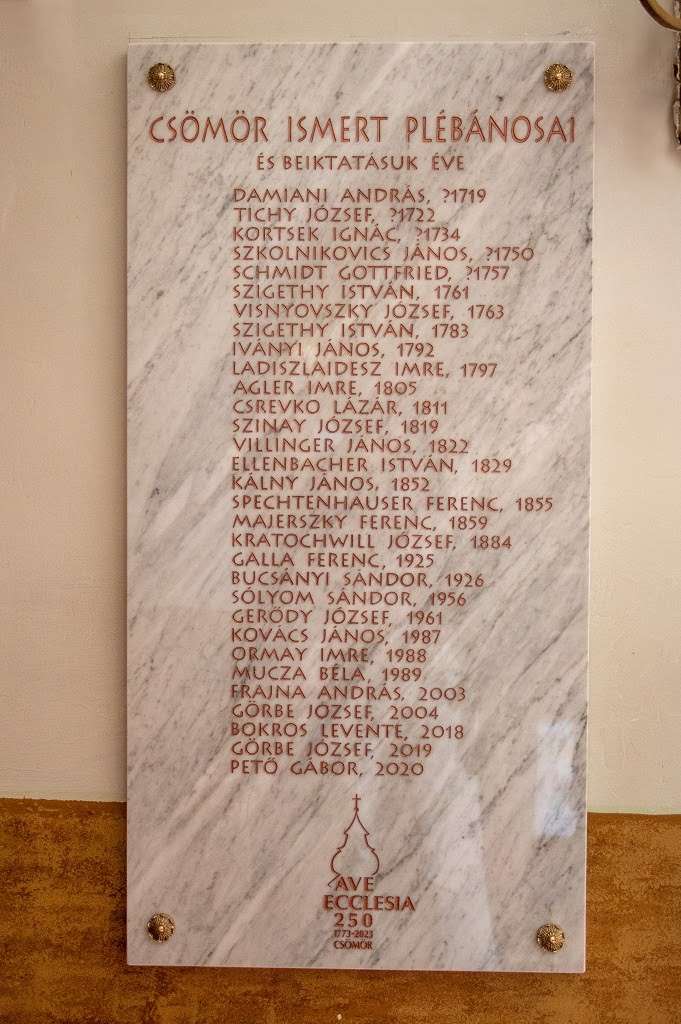 CSÖMÖR ISMERT PLÉBÁNOSAI
ÉS BEIKTATÁSUK ÉVE
DAMIANI ANDRÁS, ?1719
TICHY JÓZSEF, ?1722
KORTSEK IGNÁC, ?1734
SZKOLNIKOVICS JÁNOS, ?1750
SCHMIDT GOTTFRIED, ?1757
SZIGETHY ISTVÁN, 1761
VISNYOVSZKY JÓZSEF, 1763
SZIGETHY ISTVÁN, 1783
IVÁNYI JÁNOS, 1792
LADISZLAIDESZ IMRE, 1797
AGLER IMRE, 1805
CSREVKO LÁZÁR, 1811
SZINAY JÓZSEF, 1819
VILLINGER JÁNOS, 1822
ELLENBACHER ISTVÁN, 1829
KÁLNY JÁNOS, 1852
SPECHTENHAUSER FERENC, 1855
MAJERSZKY FERENC, 1859
KRATOCHWILL JÓZSEF, 1884
GALLA FERENC, 1925
BUCSÁNYI SÁNDOR, 1926
SÓLYOM SÁNDOR, 1956
GERŐDY JÓZSEF, 1961
KOVÁCS JÁNOS, 1987
ORMAY IMRE, 1988
MUCZA BÉLA, 1989
FRAJNA ANDRÁS, 2003
GÖRBE JÓZSEF, 2004
BOKROS LEVENTE, 2018
GÖRBE JÓZSEF, 2019
PETŐ GÁBOR, 2020
AVE
ECCLESIA
250
1773-2023
CSÖMÖR